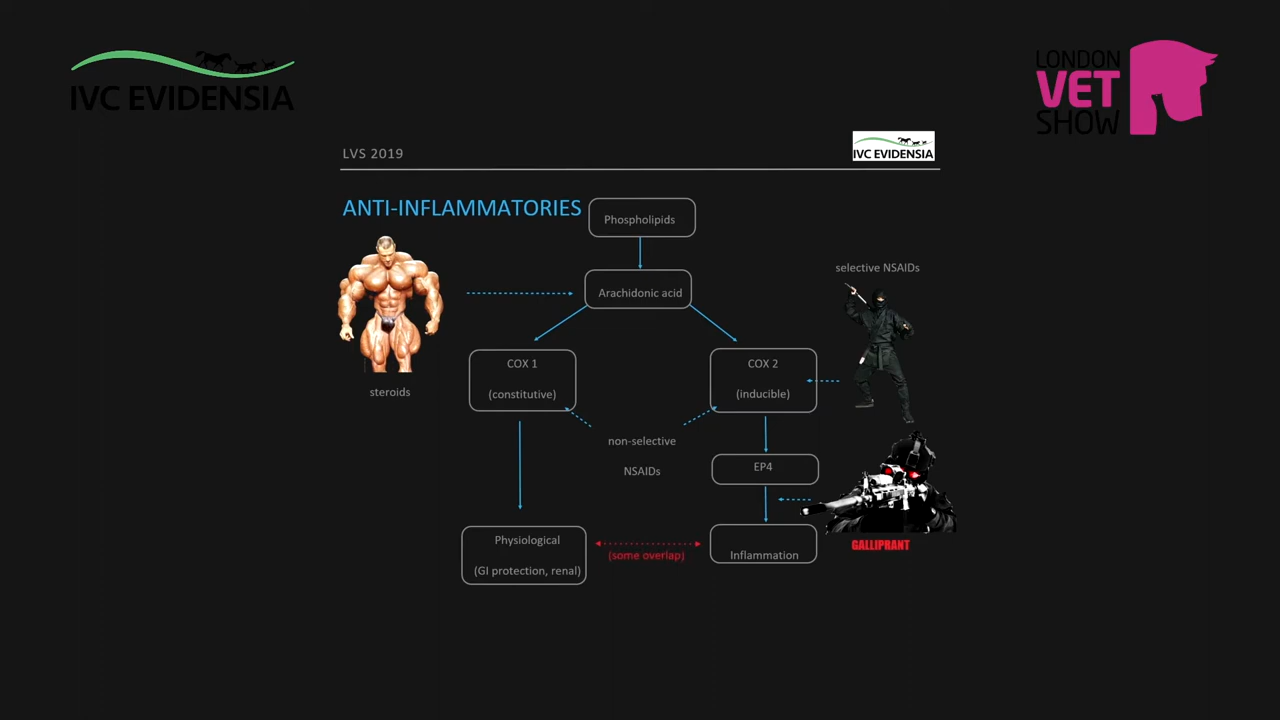 IVC EVIDENSIA
LONDON
VET
SHOW
LVS 2019
IVC EVIDENSIA
ANTI-INFLAMMATORIES
Phospholipids
selective NSAIDs
Arachidonic acid
COX 1
(constitutive)
COX 2
(inducible)
steroids
non-selective
NSAIDs
EP4
Physiological
(GI protection, renal)
(some overlap)
Inflammation
GALLIPRANT